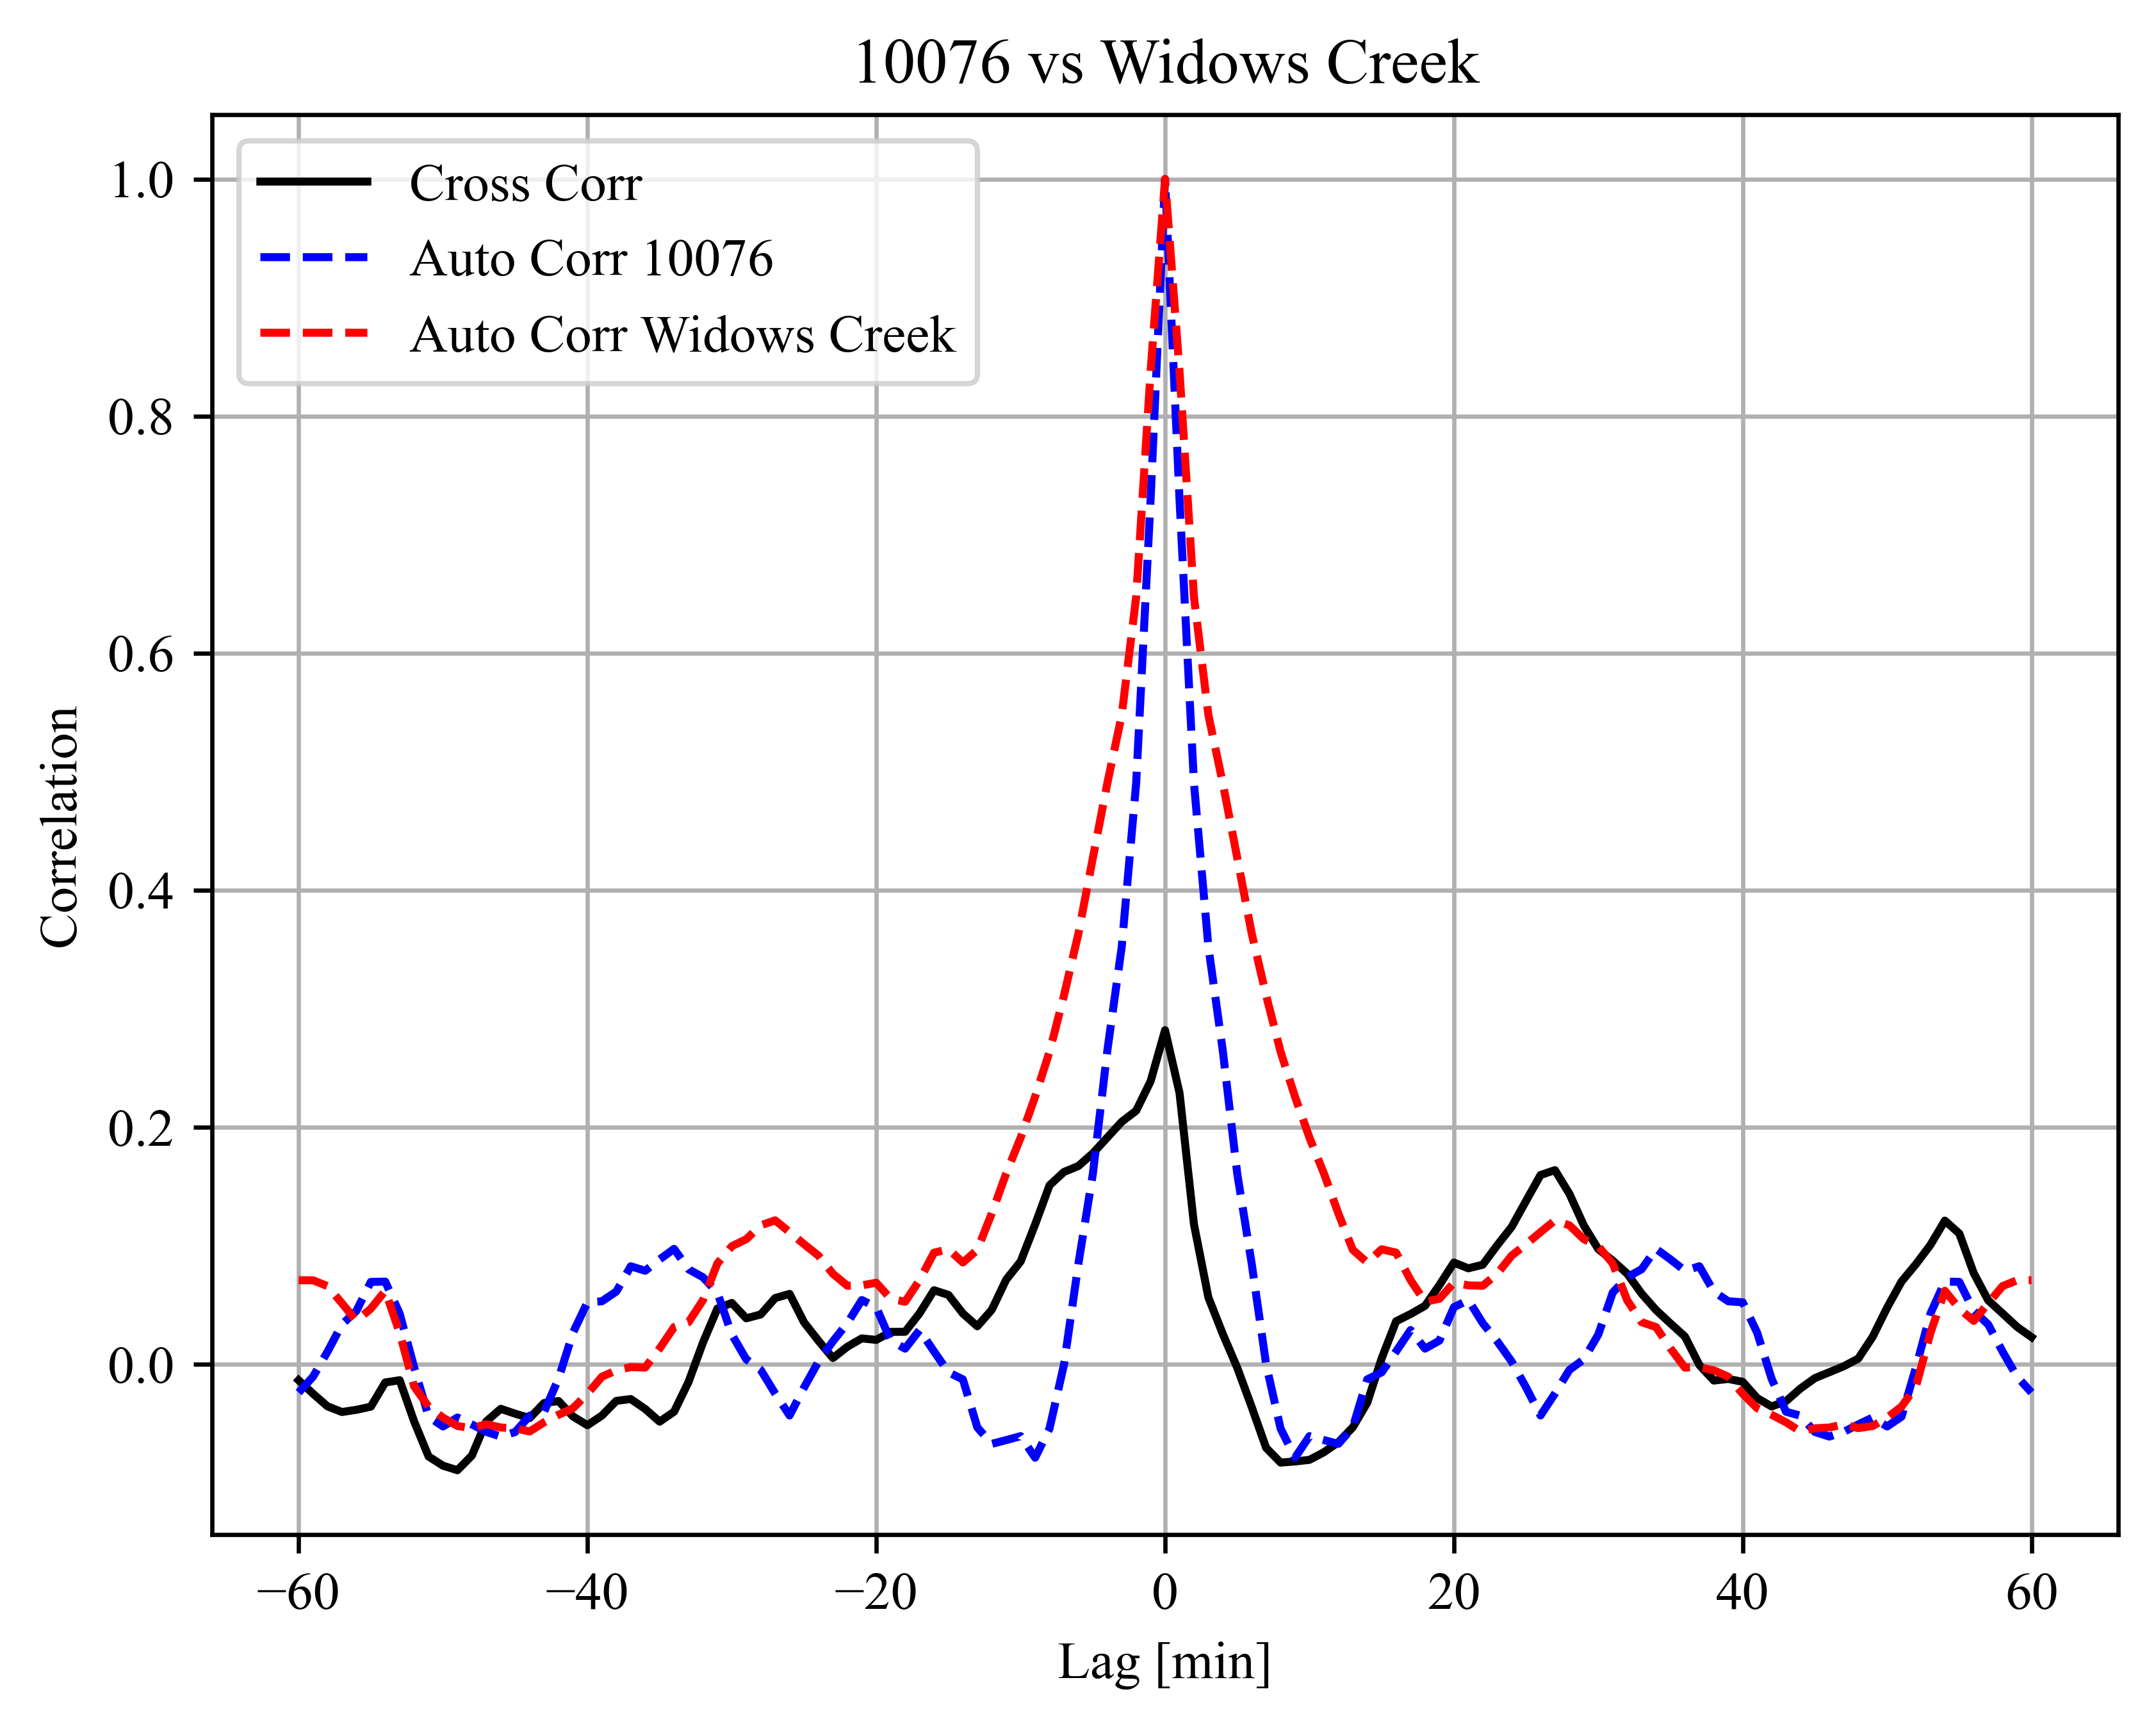 10076 vs Widows Creek
Cross Corr
Auto Corr 10076
Auto Corr Widows Creek
1.0
0.8
0.6
0.4
0.2
0.0
Correlation
−60 −40 −20 0 20 40 60
Lag [min]